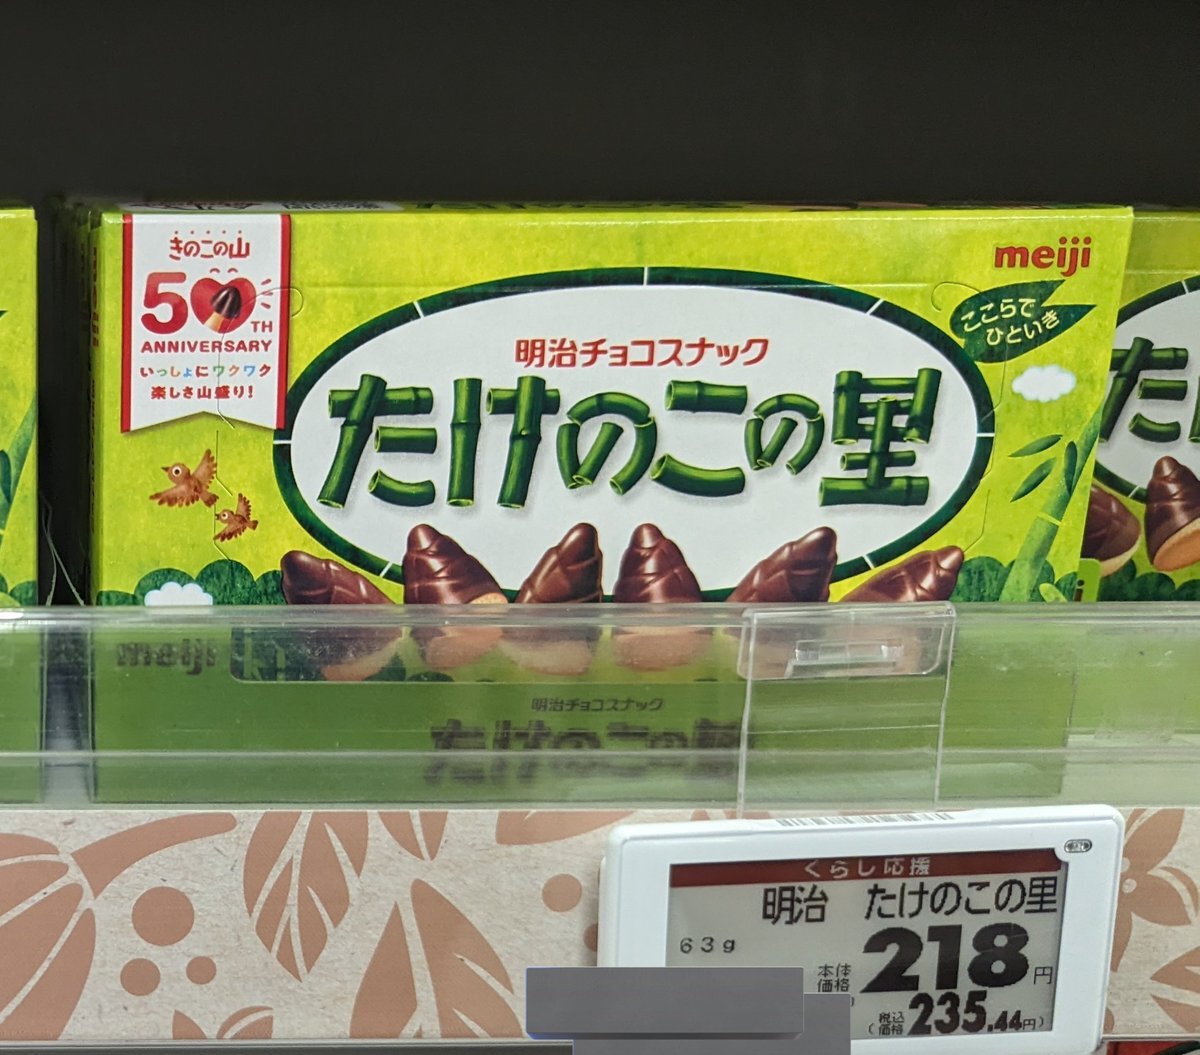 きのこの山
50TH
ANNIVERSARY
いっしょにワクワク
楽しさ山盛り!
meiji
ここらで
ひといき
明治チョコスナック
たけのこの里
たけ
meiji
明治チョコスナック
たけのこの里
くらし応援
明治 たけのこの里
63g
本体価格 218円
(税込価格 235.44円)